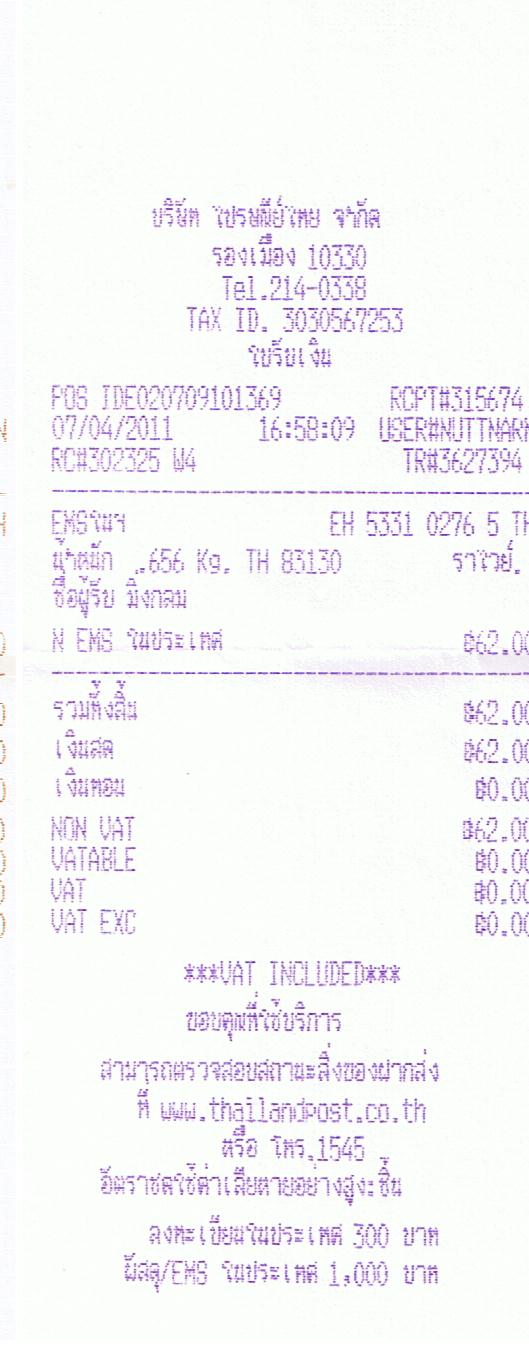 บริษัท ไปรษณีย์ไทย จำกัด
รองเมือง 10330
Tel.214-0338
TAX ID. 3030567253
ใบรับเงิน
POS IDE020709101369 RCPT#315674
07/04/2011 16:58:09 USER#NUTTNARN
RC#302325 W4 TR#3627394
EMSในฯ EH 5331 0276 5 TH
น้ำหนัก .656 Kg. TH 83130
ชื่อผู้รับ มิ่งกลม
N EMS ในประเทศ ฿62.00
รวมทั้งสิ้น ฿62.00
เงินสด ฿62.00
เงินทอน ฿0.00
NON VAT ฿62.00
VATABLE ฿0.00
VAT ฿0.00
VAT EXC ฿0.00
***VAT INCLUDED***
ขอบคุณที่ใช้บริการ
สามารถตรวจสอบสถานะสิ่งของฝากส่ง
ที่ www.thailandpost.co.th
หรือ โทร.1545
อัตราชดใช้ค่าเสียหายอย่างสูง:ชิ้น
ลงทะเบียนในประเทศ 300 บาท
พัสดุ/EMS ในประเทศ 1,000 บาท